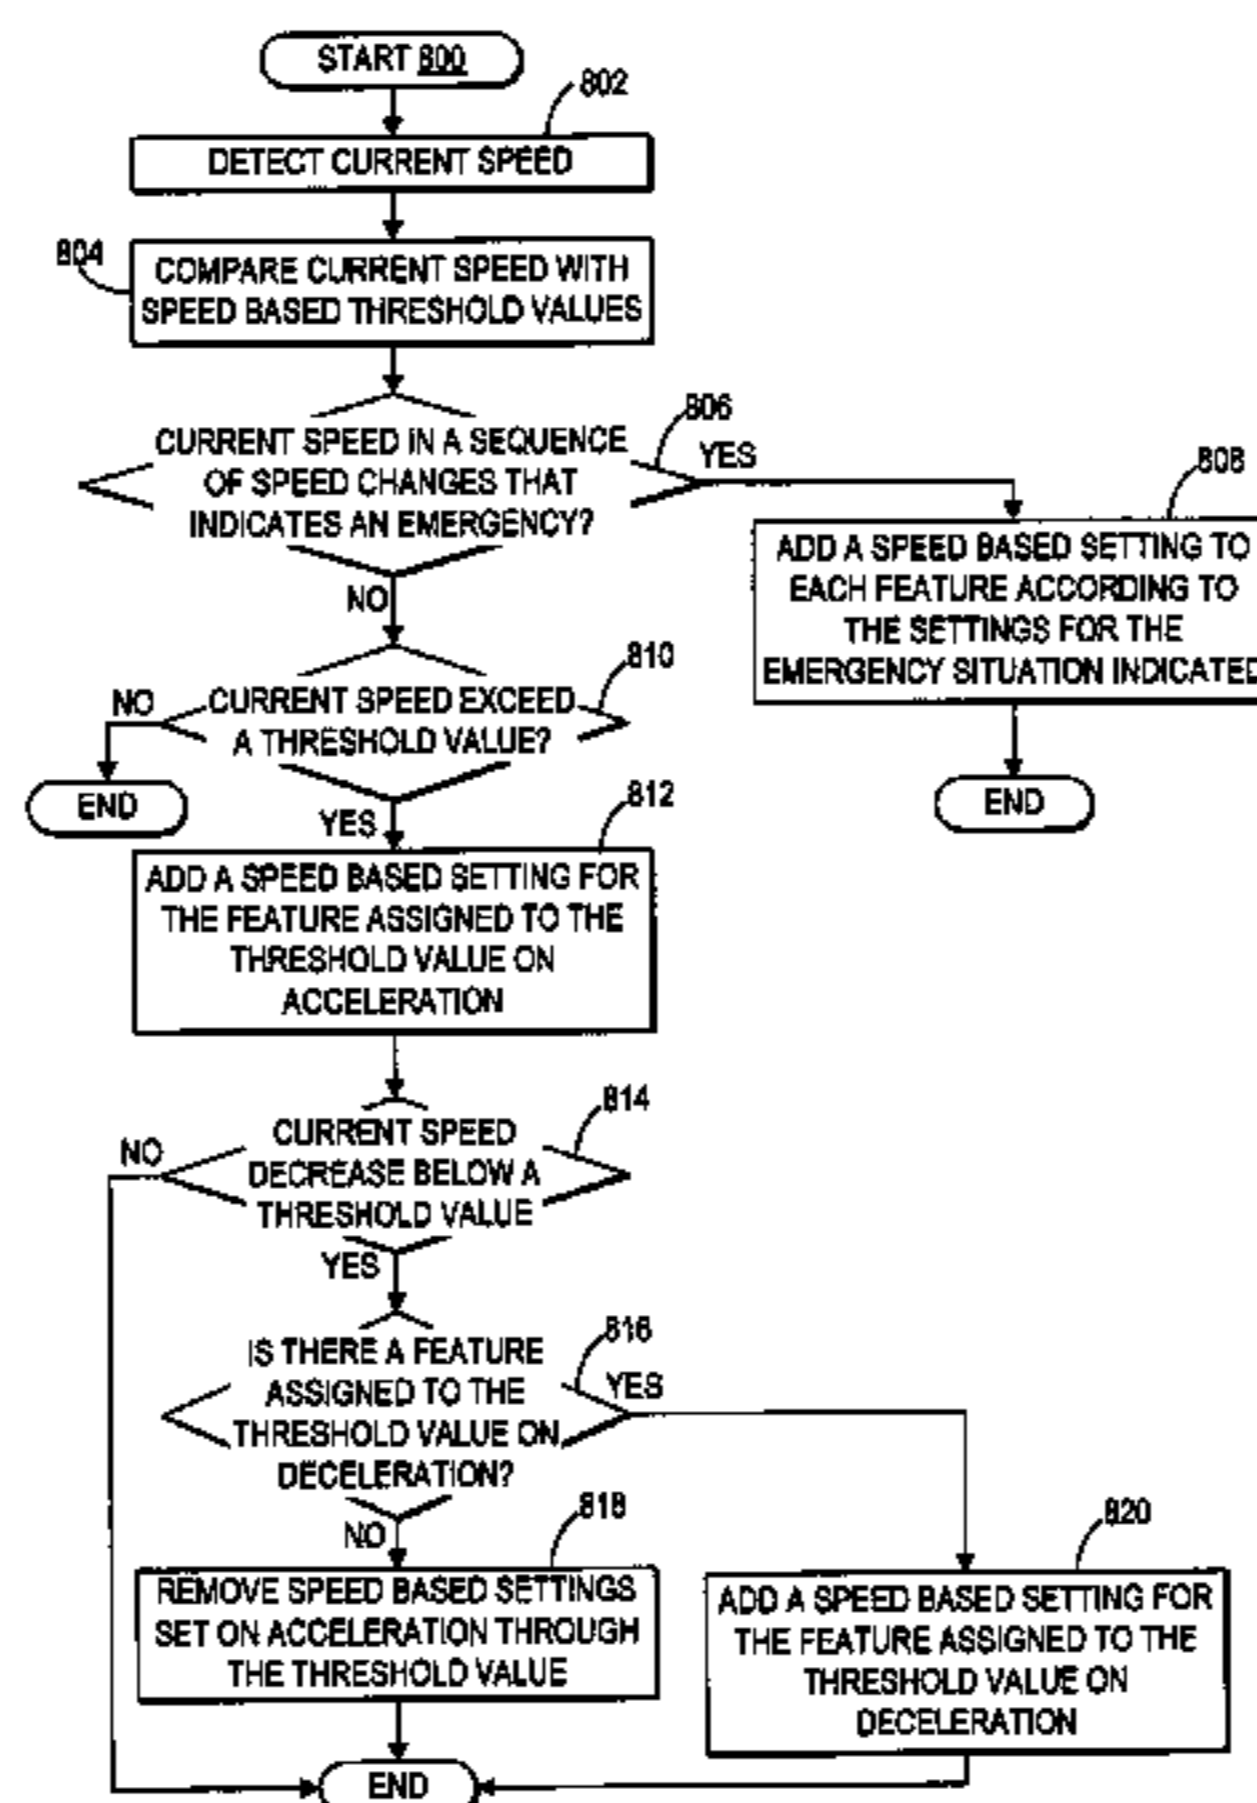 START 800
802
DETECT CURRENT SPEED
804
COMPARE CURRENT SPEED WITH
SPEED BASED THRESHOLD VALUES
806
CURRENT SPEED IN A SEQUENCE
OF SPEED CHANGES THAT
INDICATES AN EMERGENCY?
YES
808
ADD A SPEED BASED SETTING TO
EACH FEATURE ACCORDING TO
THE SETTINGS FOR THE
EMERGENCY SITUATION INDICATED
END
NO
810
CURRENT SPEED EXCEED
A THRESHOLD VALUE?
NO
END
YES
812
ADD A SPEED BASED SETTING FOR
THE FEATURE ASSIGNED TO THE
THRESHOLD VALUE ON
ACCELERATION
814
CURRENT SPEED
DECREASE BELOW A
THRESHOLD VALUE
NO
YES
816
IS THERE A FEATURE
ASSIGNED TO THE
THRESHOLD VALUE ON
DECELERATION?
YES
NO
818
REMOVE SPEED BASED SETTINGS
SET ON ACCELERATION THROUGH
THE THRESHOLD VALUE
820
ADD A SPEED BASED SETTING FOR
THE FEATURE ASSIGNED TO THE
THRESHOLD VALUE ON
DECELERATION
END